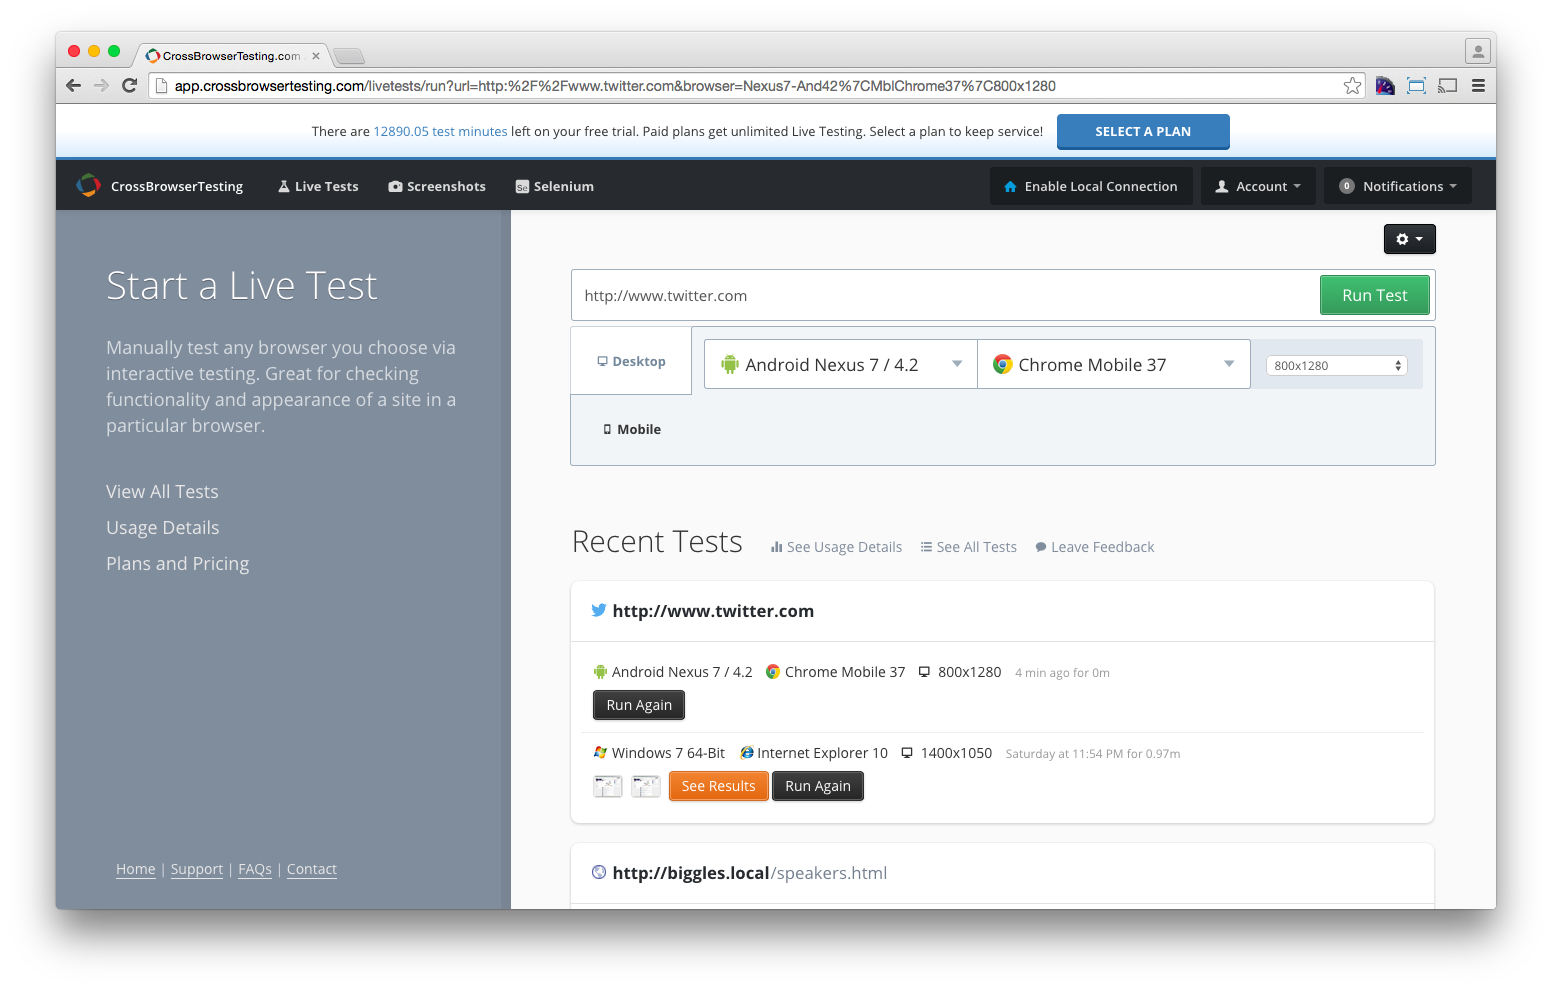 CrossBrowserTesting.com
app.crossbrowsertesting.com/livetests/run?url=http:%2F%2Fwww.twitter.com&browser=Nexus7-And42%7CMblChrome37%7C800x1280
There are 12890.05 test minutes left on your free trial. Paid plans get unlimited Live Testing. Select a plan to keep service! SELECT A PLAN
CrossBrowserTesting Live Tests Screenshots Se Selenium Enable Local Connection Account 0 Notifications
Start a Live Test
Manually test any browser you choose via
interactive testing. Great for checking
functionality and appearance of a site in a
particular browser.
View All Tests
Usage Details
Plans and Pricing
Home | Support | FAQs | Contact
http://www.twitter.com Run Test
Desktop Android Nexus 7 / 4.2 Chrome Mobile 37 800x1280
Mobile
Recent Tests See Usage Details See All Tests Leave Feedback
http://www.twitter.com
Android Nexus 7 / 4.2 Chrome Mobile 37 800x1280 4 min ago for 0m
Run Again
Windows 7 64-Bit Internet Explorer 10 1400x1050 Saturday at 11:54 PM for 0.97m
See Results Run Again
http://biggles.local/speakers.html